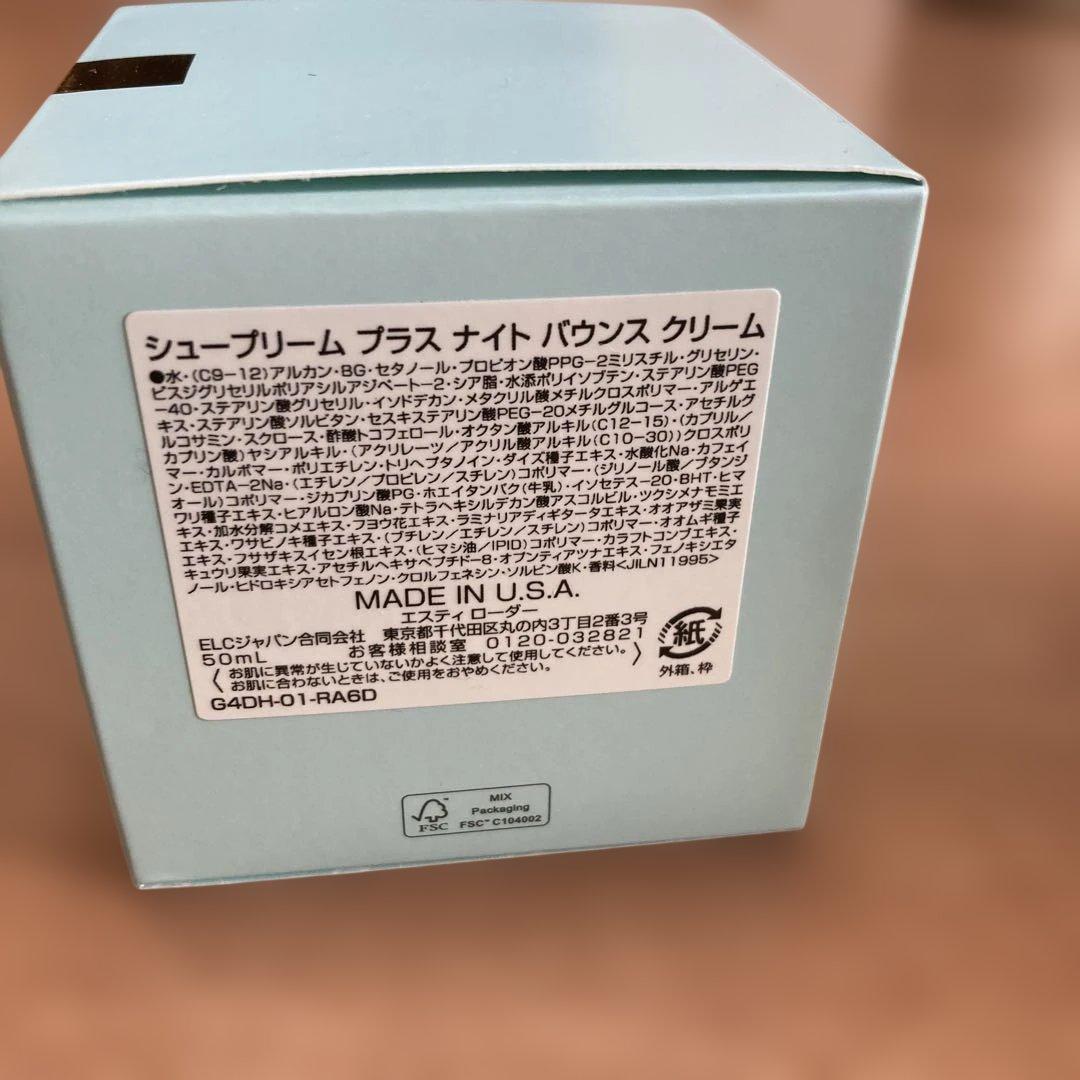 シュープリーム プラス ナイト バウンス クリーム
●水・(C9-12)アルカン・BG・セタノール・プロピオン酸PPG-2ミリスチル・グリセリン・
ビスジグリセリルポリアシルアジペート-2・シア脂・水添ポリイソブテン・ステアリン酸PEG
-40・ステアリン酸グリセリル・インドデカン・メタクリル酸メチルクロスポリマー・アルゲエ
キス・ステアリン酸ソルビタン・セスキステアリン酸PEG-20メチルグルコース・アセチルグ
ルコサミン・スクロース・酢酸トコフェロール・オクタン酸アルキル(C12-15)・(カプリル/
カプリン酸)ヤシアルキル・(アクリレーツ/アクリル酸アルキル(C10-30))クロスポリ
マー・カルボマー・ポリエチレン・トリヘプタノイン・ダイズ種子エキス・水酸化Na・カフェイ
ン・EDTA-2Na・(エチレン/プロピレン/スチレン)コポリマー・(ジリノール酸/ブタンジ
オール)コポリマー・ジカプリン酸PG・ホエイタンパク(牛乳)・イソセテス-20・BHT・ヒマ
ワリ種子エキス・ヒアルロン酸Na・テトラヘキシルデカン酸アスコルビル・ツクシメナモミエ
キス・加水分解コメエキス・フヨウ花エキス・ラミナリアディギタータエキス・オオアザミ果実
エキス・ワサビノキ種子エキス・(ブチレン/エチレン/スチレン)コポリマー・オオムギ種子
エキス・フサザキスイセン根エキス・(ヒマシ油/IPDI)コポリマー・カラフトコンブエキス・
キュウリ果実エキス・アセチルヘキサペプチド-8・オプンティアツナエキス・フェノキシエタ
ノール・ヒドロキシアセトフェノン・クロルフェネシン・ソルビン酸K・香料<JILN11995>
MADE IN U.S.A.
エスティ ローダー
ELCジャパン合同会社 東京都千代田区丸の内3丁目2番3号
50mL お客様相談室 0120-032821
〈お肌に異常が生じていないかよく注意して使用してください。
お肌に合わないときは、ご使用をおやめください。〉
G4DH-01-RA6D
紙
外箱、枠
MIX
Packaging
FSC™ C104002
FSC